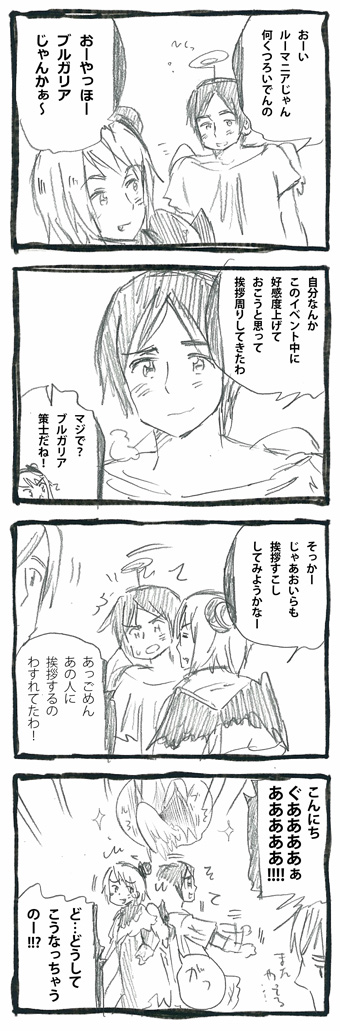 おーい
ルーマニアじゃん
何くつろいでんの
おーやっほー
ブルガリア
じゃんかぁ～
自分なんか
このイベント中に
好感度上げて
おこうと思って
挨拶周りしてきたわ
マジで？
ブルガリア
策士だね！
そっかー
じゃあおいらも
挨拶すこし
してみようかなー
あっごめん
あの人に
挨拶するの
わすれてたわ！
こんにち
ぐあああああぁ
ああああああ!!!!
また
がっ
ど…どうして
こうなっちゃう
のー!!!?